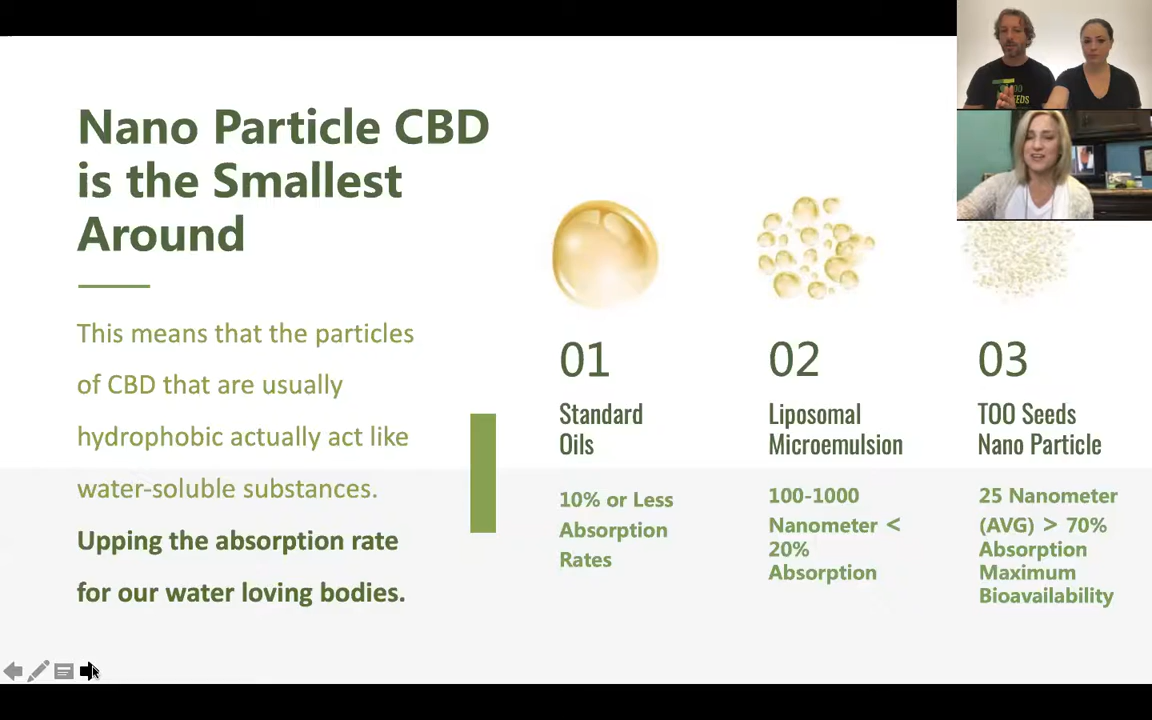 Nano Particle CBD
is the Smallest
Around
This means that the particles
of CBD that are usually
hydrophobic actually act like
water-soluble substances.
Upping the absorption rate
for our water loving bodies.
01
Standard
Oils
10% or Less
Absorption
Rates
02
Liposomal
Microemulsion
100-1000
Nanometer <
20%
Absorption
03
TOO Seeds
Nano Particle
25 Nanometer
(AVG) > 70%
Absorption
Maximum
Bioavailability